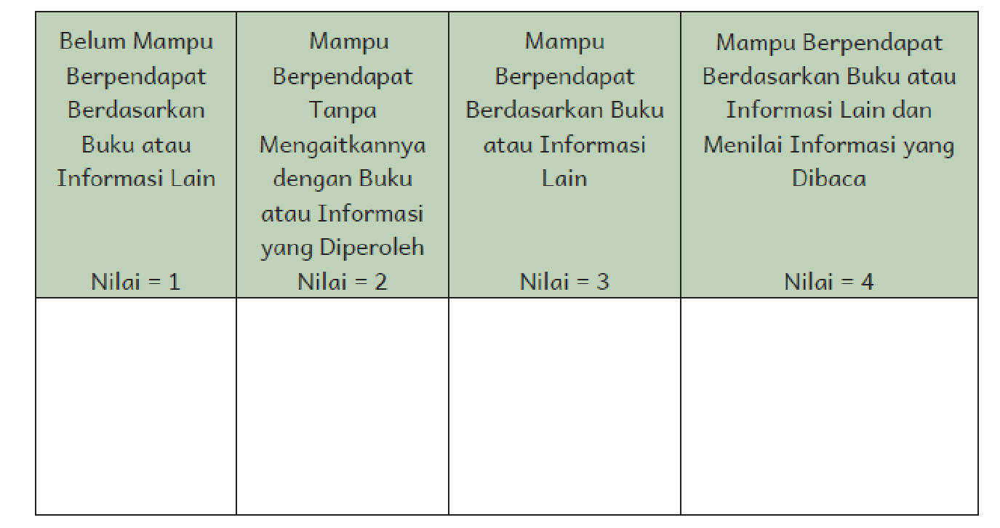 Belum Mampu
Berpendapat
Berdasarkan
Buku atau
Informasi Lain
Nilai = 1
Mampu
Berpendapat
Tanpa
Mengaitkannya
dengan Buku
atau Informasi
yang Diperoleh
Nilai = 2
Mampu
Berpendapat
Berdasarkan Buku
atau Informasi
Lain
Nilai = 3
Mampu Berpendapat
Berdasarkan Buku atau
Informasi Lain dan
Menilai Informasi yang
Dibaca
Nilai = 4